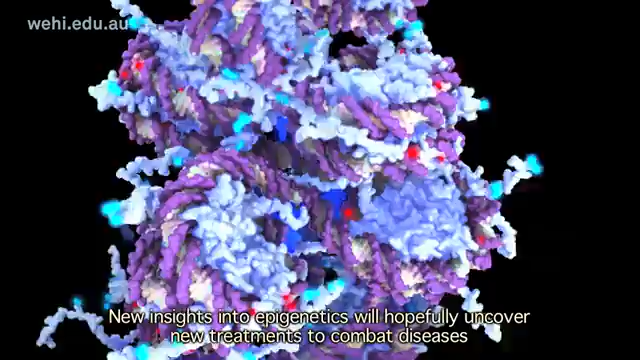 wehi.edu.au
New insights into epigenetics will hopefully uncover
new treatments to combat diseases